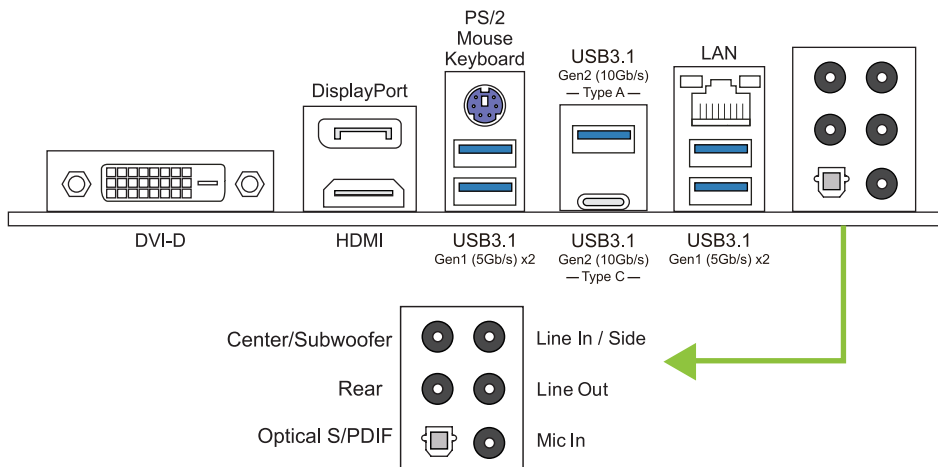 PS/2
Mouse
Keyboard
USB3.1
Gen2 (10Gb/s)
— Type A —
LAN
DisplayPort
DVI-D
HDMI
USB3.1
Gen1 (5Gb/s) x2
USB3.1
Gen2 (10Gb/s)
— Type C —
USB3.1
Gen1 (5Gb/s) x2
Center/Subwoofer
Line In / Side
Rear
Line Out
Optical S/PDIF
Mic In